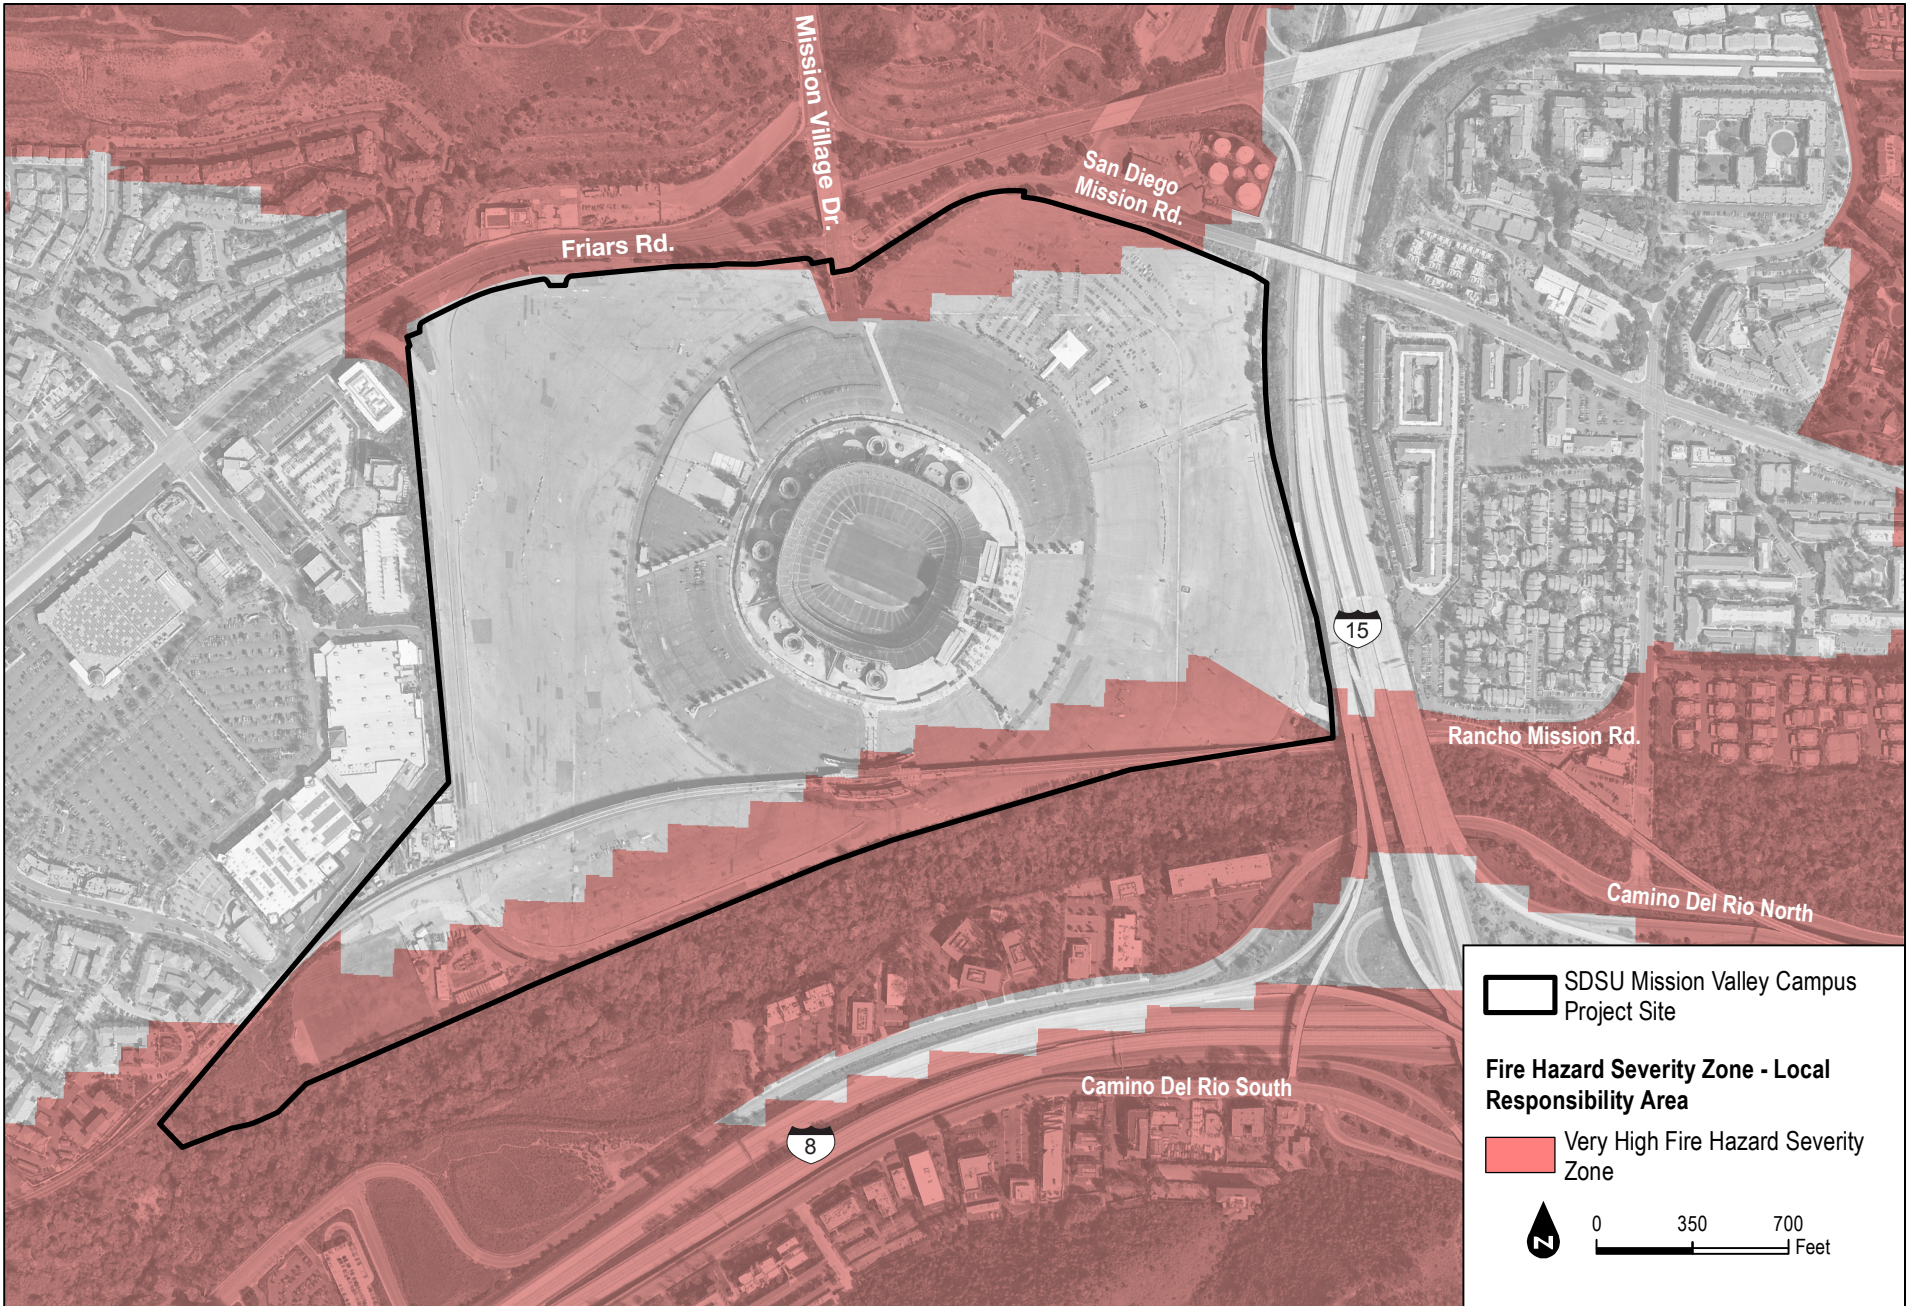 Mission Village Dr.
San Diego
Mission Rd.
Friars Rd.
15
Rancho Mission Rd.
Camino Del Rio North
Camino Del Rio South
8
SDSU Mission Valley Campus
Project Site
Fire Hazard Severity Zone - Local
Responsibility Area
Very High Fire Hazard Severity
Zone
N
0 350 700
Feet